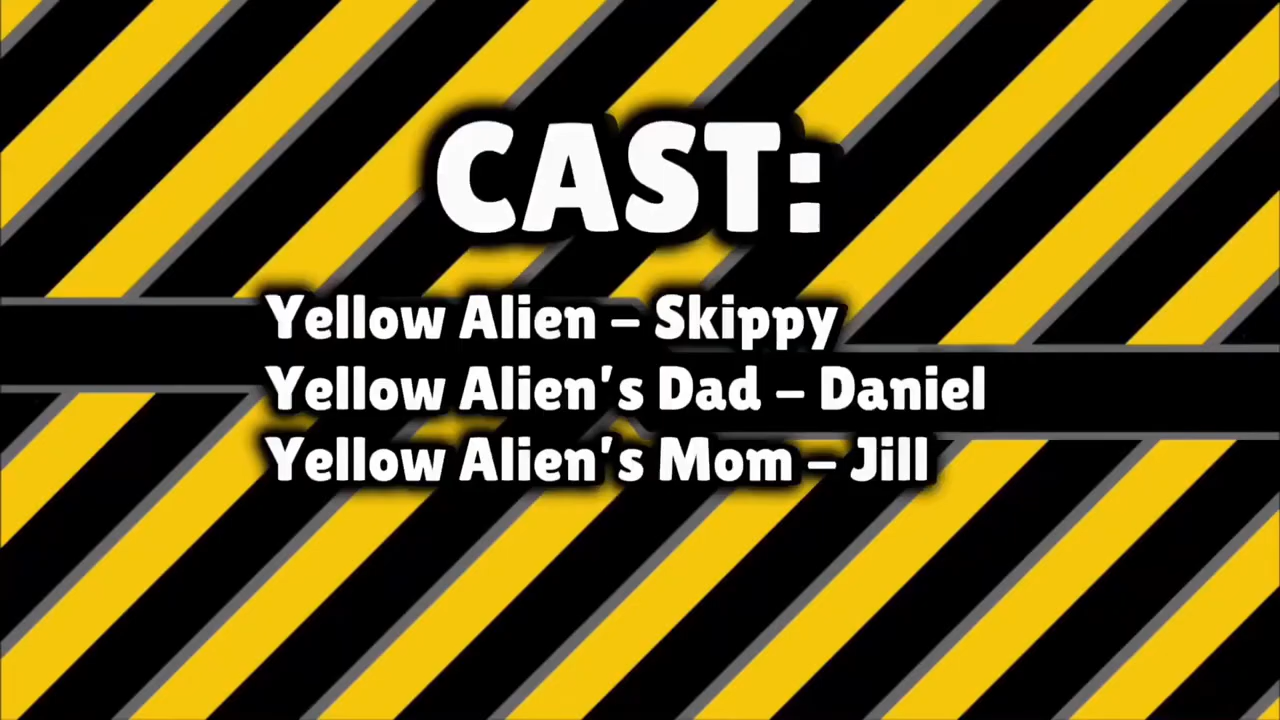 CAST:
Yellow Alien – Skippy
Yellow Alien's Dad – Daniel
Yellow Alien's Mom – Jill